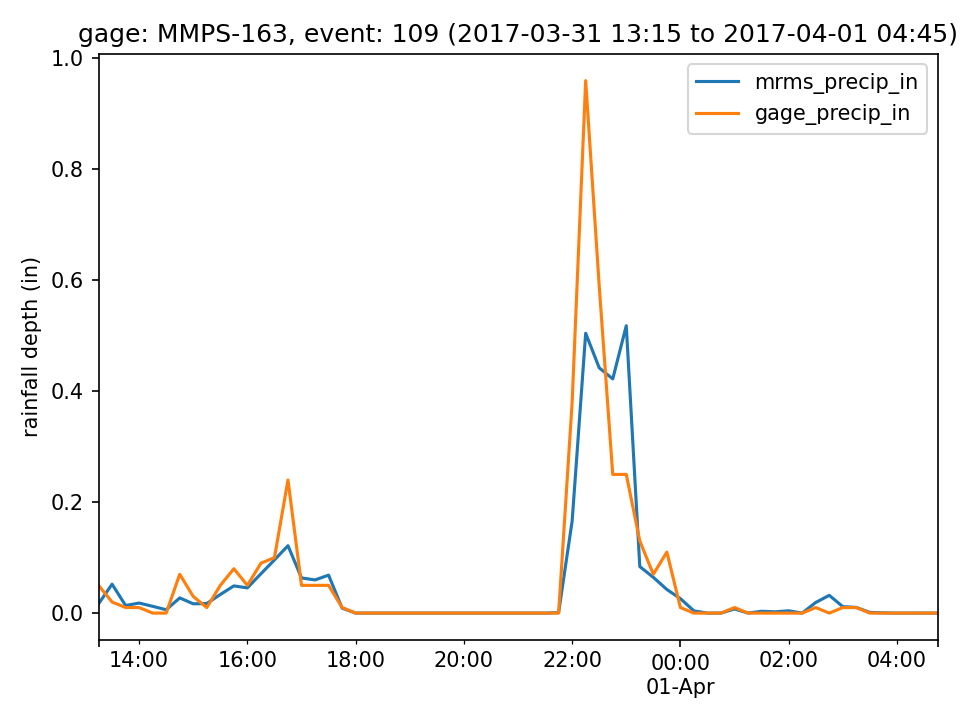 gage: MMPS-163, event: 109 (2017-03-31 13:15 to 2017-04-01 04:45)
mrms_precip_in
gage_precip_in
rainfall depth (in)
1.0
0.8
0.6
0.4
0.2
0.0
14:00 16:00 18:00 20:00 22:00 00:00 02:00 04:00
01-Apr